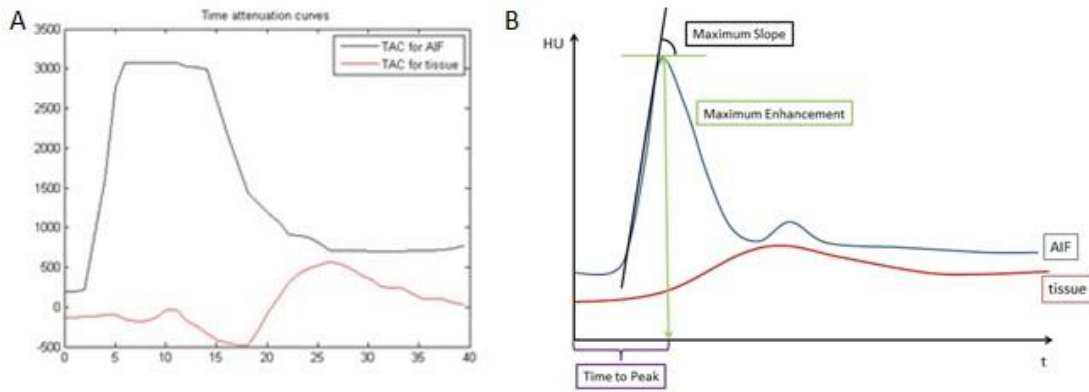 A
Time attenuation curves
3500
3000
2500
2000
1500
1000
500
0
-500
0
5
10
15
20
25
30
35
40
TAC for AIF
TAC for tissue
B
HU
Maximum Slope
Maximum Enhancement
AIF
tissue
t
Time to Peak